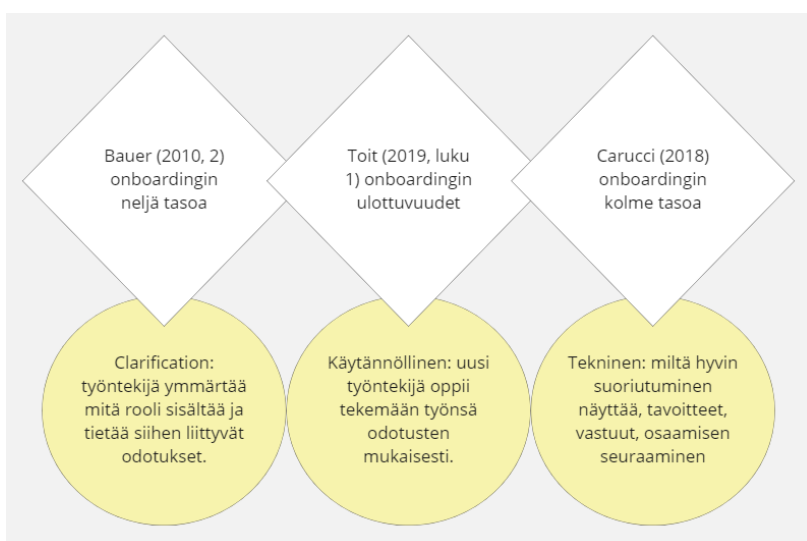 Bauer (2010, 2)
onboardingin
neljä tasoa
Toit (2019, luku
1) onboardingin
ulottuvuudet
Carucci (2018)
onboardingin
kolme tasoa
Clarification:
työntekijä ymmärtää
mitä rooli sisältää ja
tietää siihen liittyvät
odotukset.
Käytännöllinen: uusi
työntekijä oppii
tekemään työnsä
odotusten
mukaisesti.
Tekninen: miltä hyvin
suoriutuminen
näyttää, tavoitteet,
vastuut, osaamisen
seuraaminen